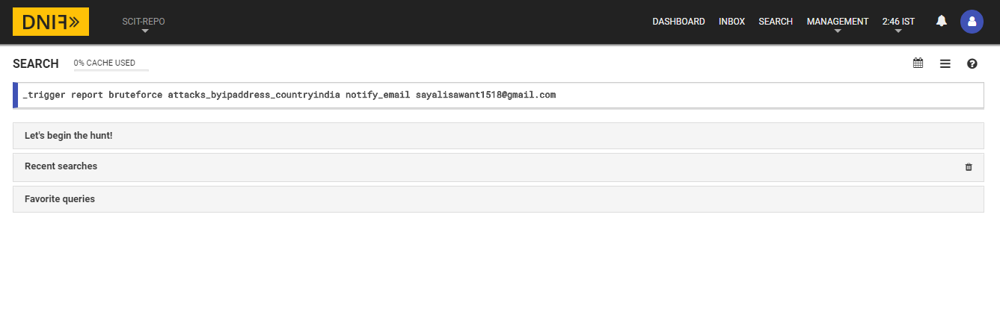 DNIF» SCIT-REPO DASHBOARD INBOX SEARCH MANAGEMENT 2:46 IST
SEARCH 0% CACHE USED
_trigger report bruteforce attacks_byipaddress_countryindia notify_email sayalisawant1518@gmail.com
Let's begin the hunt!
Recent searches
Favorite queries